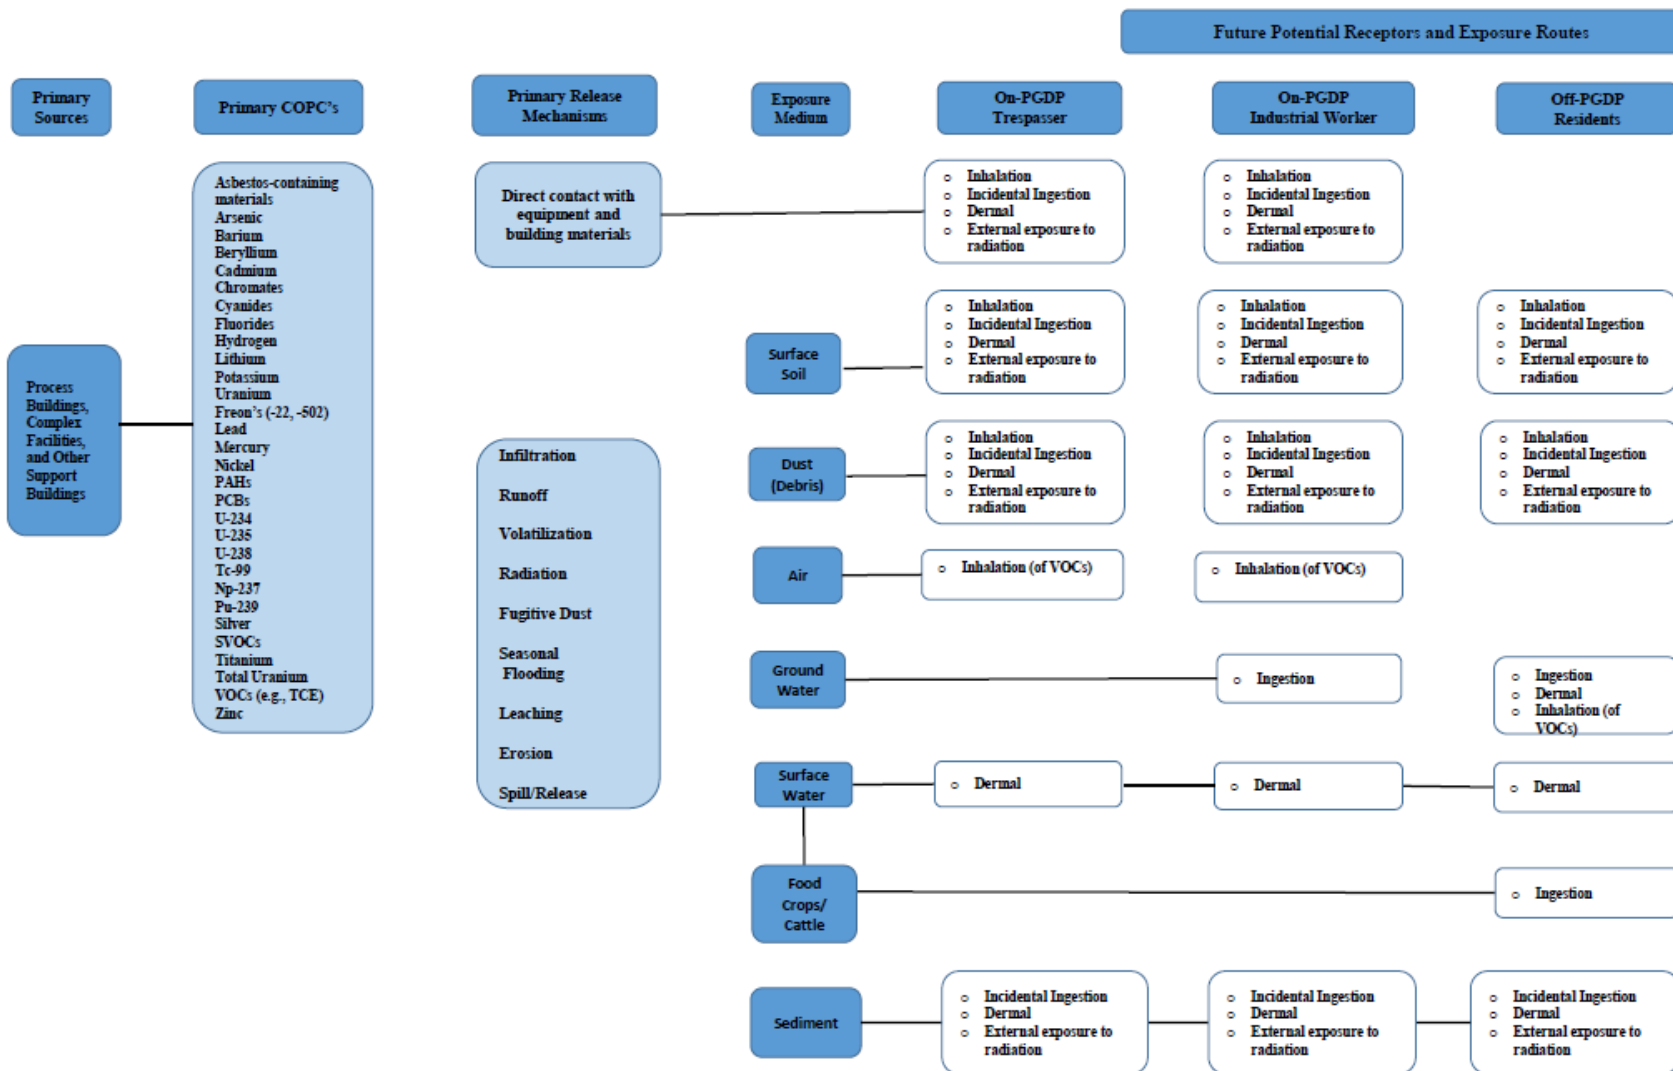 Future Potential Receptors and Exposure Routes
Primary
Sources
Primary COPC's
Primary Release
Mechanisms
Exposure
Medium
On-PGDP
Trespasser
On-PGDP
Industrial Worker
Off-PGDP
Residents
Process
Buildings,
Complex
Facilities,
and Other
Support
Buildings
Asbestos-containing
materials
Arsenic
Barium
Beryllium
Cadmium
Chromates
Cyanides
Fluorides
Hydrogen
Lithium
Potassium
Uranium
Freon's (-22, -502)
Lead
Mercury
Nickel
PAHs
PCBs
U-234
U-235
U-238
Tc-99
Np-237
Pu-239
Silver
SVOCs
Titanium
Total Uranium
VOCs (e.g., TCE)
Zinc
Direct contact with
equipment and
building materials
Infiltration
Runoff
Volatilization
Radiation
Fugitive Dust
Seasonal
Flooding
Leaching
Erosion
Spill/Release
o Inhalation
o Incidental Ingestion
o Dermal
o External exposure to
radiation
o Inhalation
o Incidental Ingestion
o Dermal
o External exposure to
radiation
Surface
Soil
o Inhalation
o Incidental Ingestion
o Dermal
o External exposure to
radiation
o Inhalation
o Incidental Ingestion
o Dermal
o External exposure to
radiation
o Inhalation
o Incidental Ingestion
o Dermal
o External exposure to
radiation
Dust
(Debris)
o Inhalation
o Incidental Ingestion
o Dermal
o External exposure to
radiation
o Inhalation
o Incidental Ingestion
o Dermal
o External exposure to
radiation
o Inhalation
o Incidental Ingestion
o Dermal
o External exposure to
radiation
Air
o Inhalation (of VOCs)
o Inhalation (of VOCs)
Ground
Water
o Ingestion
o Ingestion
o Dermal
o Inhalation (of
VOCs)
Surface
Water
o Dermal
o Dermal
o Dermal
Food
Crops/
Cattle
o Ingestion
Sediment
o Incidental Ingestion
o Dermal
o External exposure to
radiation
o Incidental Ingestion
o Dermal
o External exposure to
radiation
o Incidental Ingestion
o Dermal
o External exposure to
radiation